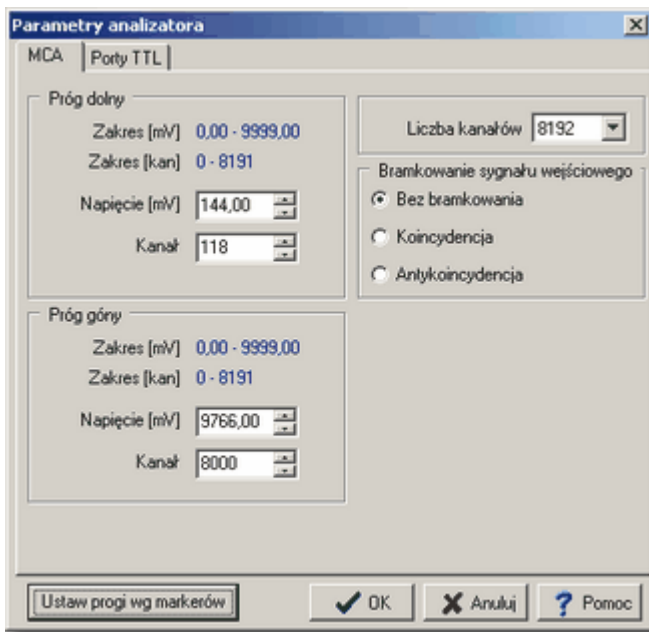 Parametry analizatora
MCA
Porty TTL
Próg dolny
Zakres [mV] 0,00 - 9999,00
Zakres [kan] 0 - 8191
Napięcie [mV] 144,00
Kanał 118
Liczba kanałów 8192
Bramkowanie sygnału wejściowego
Bez bramkowania
Koincydencja
Antykoincydencja
Próg góry
Zakres [mV] 0,00 - 9999,00
Zakres [kan] 0 - 8191
Napięcie [mV] 9766,00
Kanał 8000
Ustaw progi wg markerów
OK
Anuluj
? Pomoc